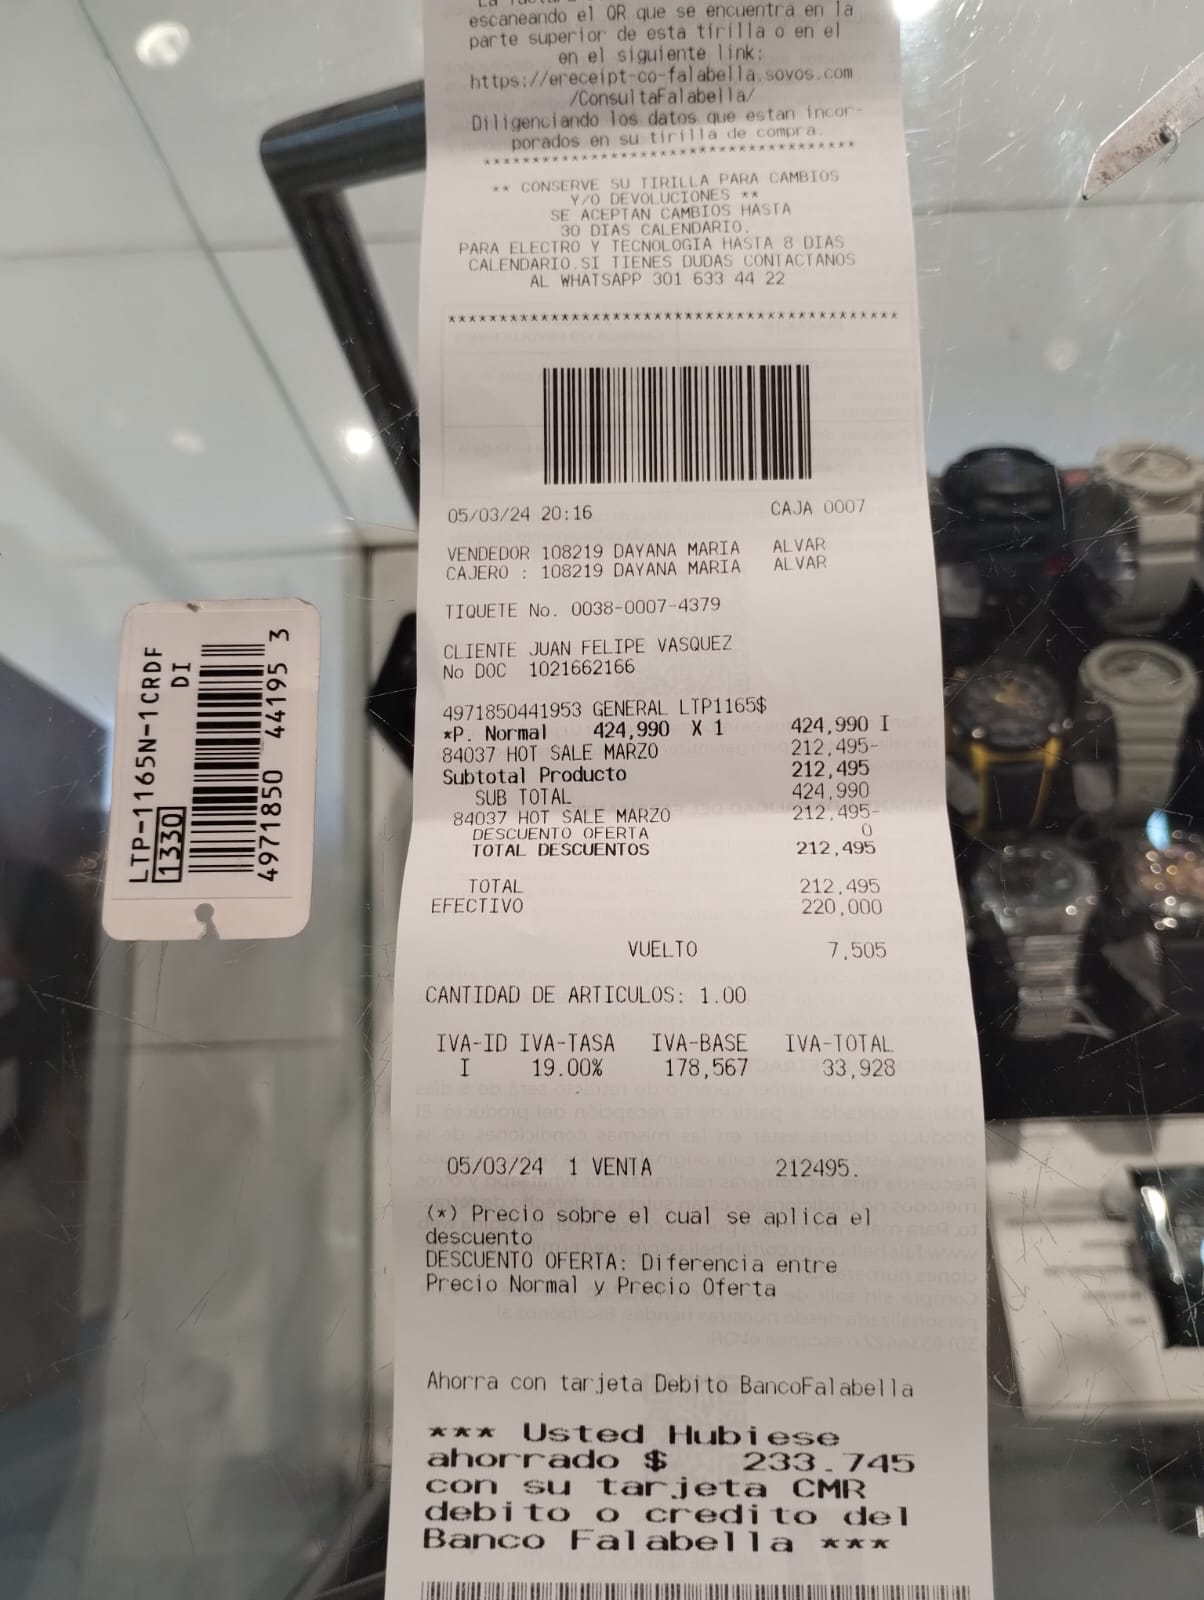 La factura
escaneando el QR que se encuentra en la
parte superior de esta tirilla o en el
en el siguiente link:
https://ereceipt-co-falabella.sovos.com
/ConsultaFalabella/
Diligenciando los datos que estan incor-
porados en su tirilla de compra.
****************************************
** CONSERVE SU TIRILLA PARA CAMBIOS
Y/O DEVOLUCIONES **
SE ACEPTAN CAMBIOS HASTA
30 DIAS CALENDARIO.
PARA ELECTRO Y TECNOLOGIA HASTA 8 DIAS
CALENDARIO.SI TIENES DUDAS CONTACTANOS
AL WHATSAPP 301 633 44 22
********************************************
05/03/24 20:16 CAJA 0007
VENDEDOR 108219 DAYANA MARIA ALVAR
CAJERO : 108219 DAYANA MARIA ALVAR
TIQUETE No. 0038-0007-4379
CLIENTE JUAN FELIPE VASQUEZ
No DOC 1021662166
4971850441953 GENERAL LTP1165$
*P. Normal 424,990 X 1 424,990 I
84037 HOT SALE MARZO 212,495-
Subtotal Producto 212,495
SUB TOTAL 424,990
84037 HOT SALE MARZO 212,495-
DESCUENTO OFERTA 0
TOTAL DESCUENTOS 212,495
TOTAL 212,495
EFECTIVO 220,000
VUELTO 7,505
CANTIDAD DE ARTICULOS: 1.00
IVA-ID IVA-TASA IVA-BASE IVA-TOTAL
I 19.00% 178,567 33,928
05/03/24 1 VENTA 212495.
(*) Precio sobre el cual se aplica el
descuento
DESCUENTO OFERTA: Diferencia entre
Precio Normal y Precio Oferta
Ahorra con tarjeta Debito BancoFalabella
*** Usted Hubiese
ahorrado $ 233.745
con su tarjeta CMR
debito o credito del
Banco Falabella ***
LTP-1165N-1CRDF
DI
1330
4971850 44195 3